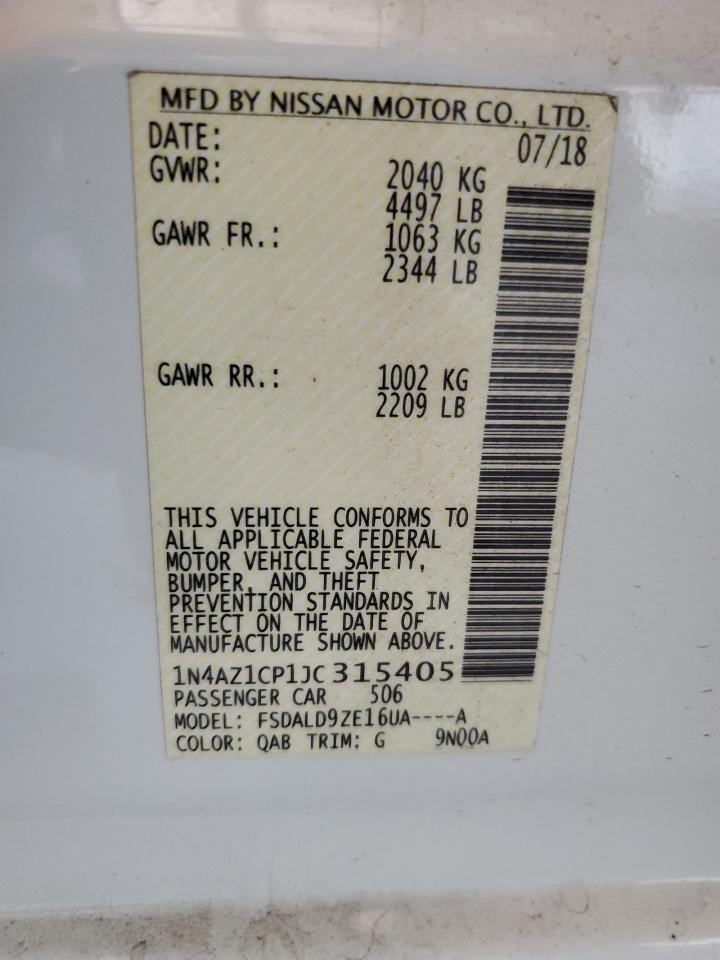 MFD BY NISSAN MOTOR CO., LTD.
DATE: 07/18
GVWR: 2040 KG
4497 LB
GAWR FR.: 1063 KG
2344 LB
GAWR RR.: 1002 KG
2209 LB
THIS VEHICLE CONFORMS TO
ALL APPLICABLE FEDERAL
MOTOR VEHICLE SAFETY,
BUMPER, AND THEFT
PREVENTION STANDARDS IN
EFFECT ON THE DATE OF
MANUFACTURE SHOWN ABOVE.
1N4AZ1CP1JC315405
PASSENGER CAR 506
MODEL: FSDALD9ZE16UA----A
COLOR: QAB TRIM: G 9N00A